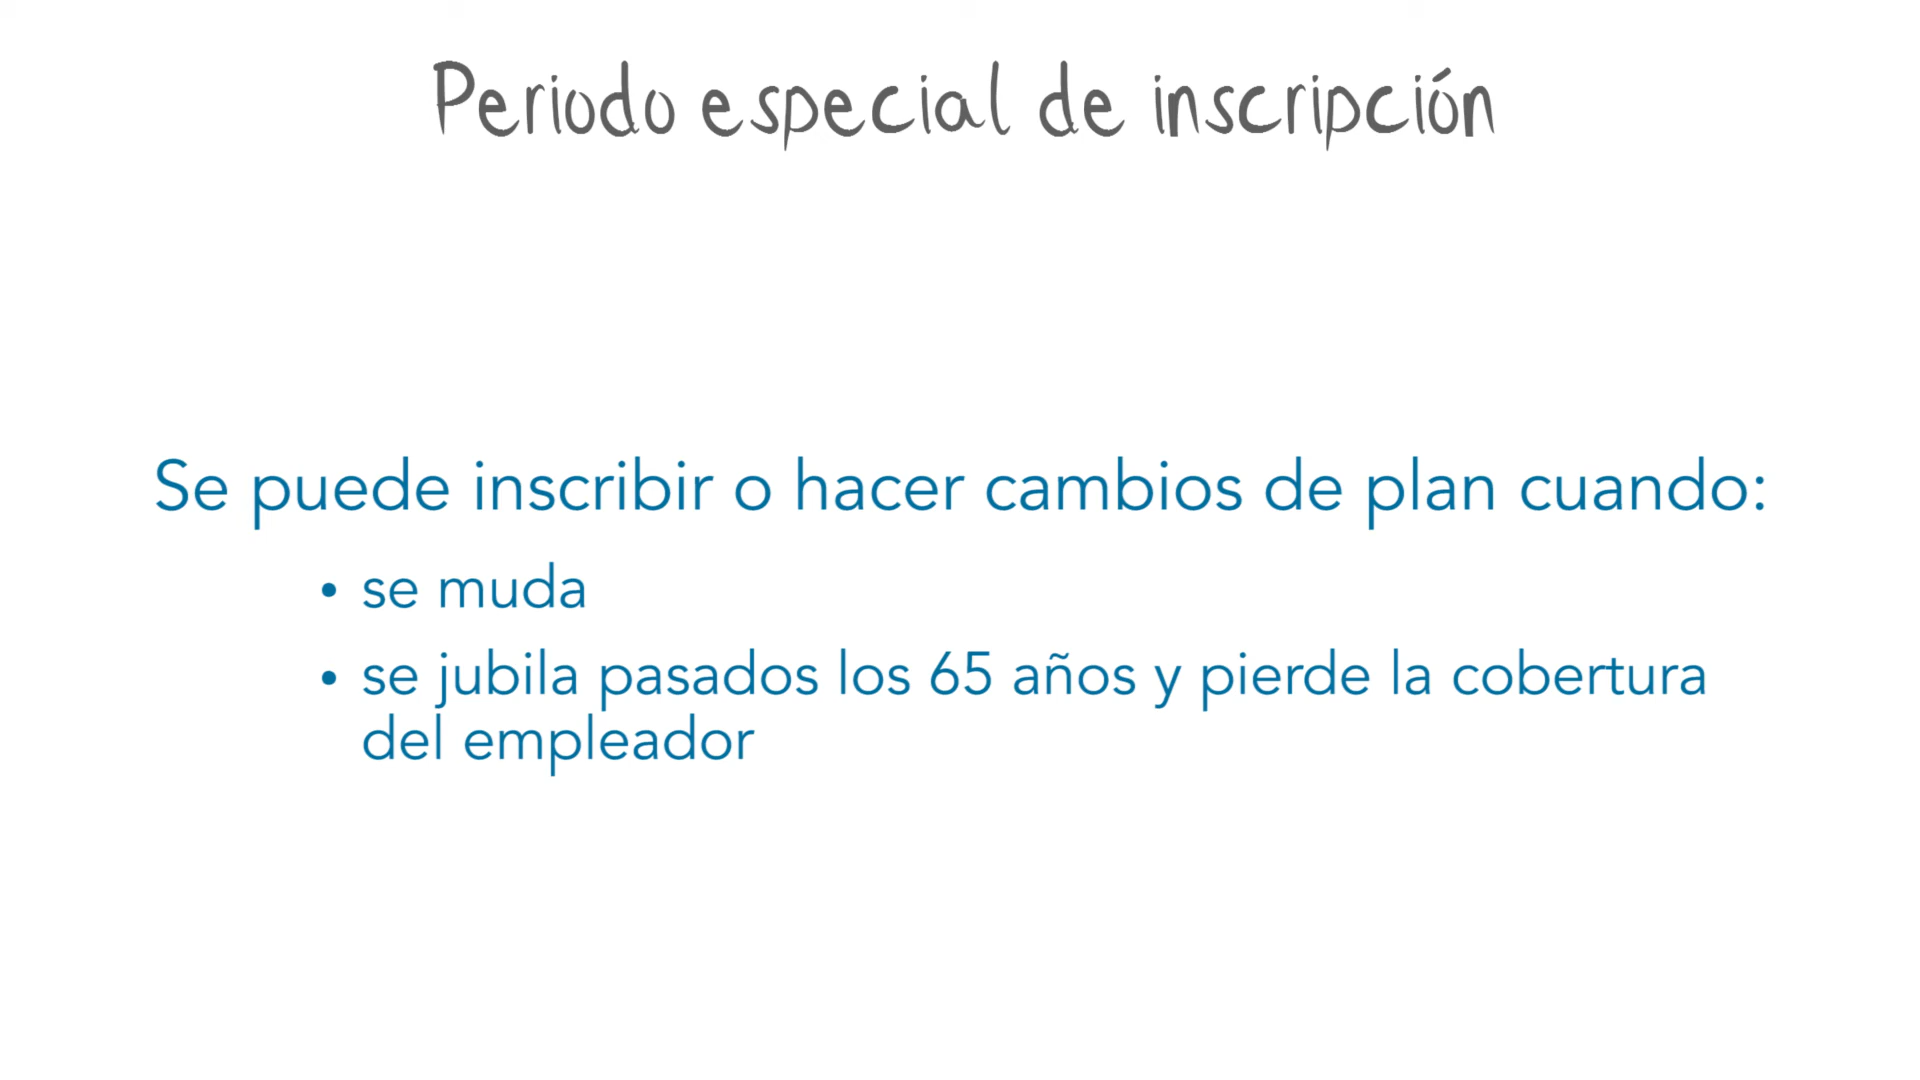 Periodo especial de inscripción
Se puede inscribir o hacer cambios de plan cuando:
• se muda
• se jubila pasados los 65 años y pierde la cobertura
del empleador